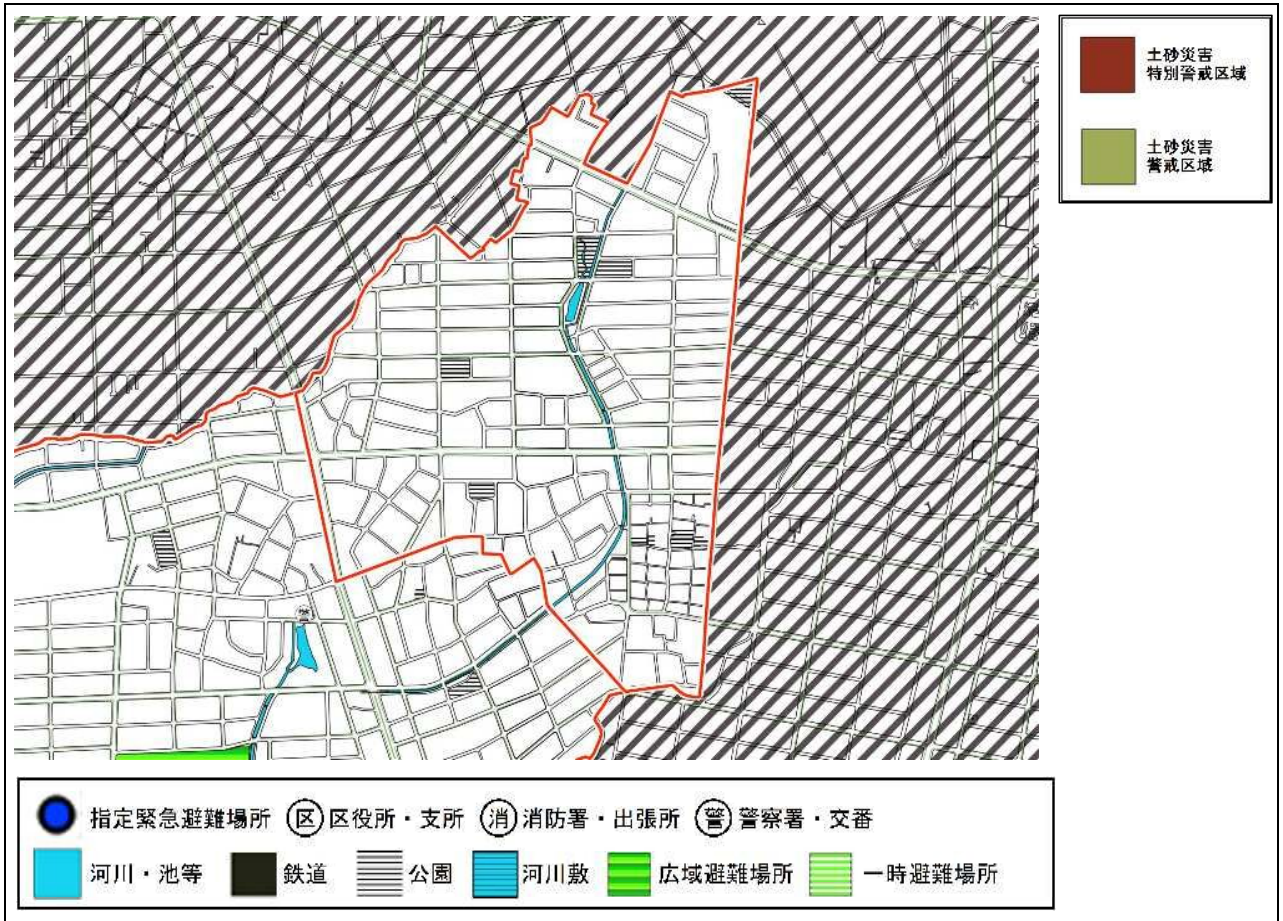 土砂災害
特別警戒区域
土砂災害
警戒区域
警
指定緊急避難場所 区 区役所・支所 消 消防署・出張所 警 警察署・交番
河川・池等 鉄道 公園 河川敷 広域避難場所 一時避難場所